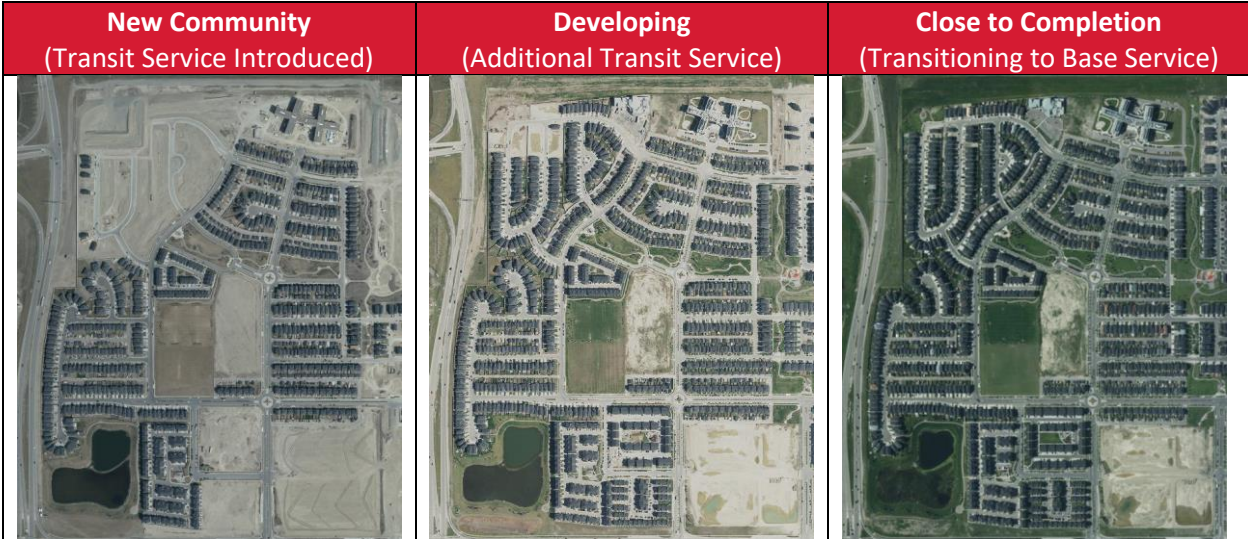 New Community
(Transit Service Introduced)
Developing
(Additional Transit Service)
Close to Completion
(Transitioning to Base Service)